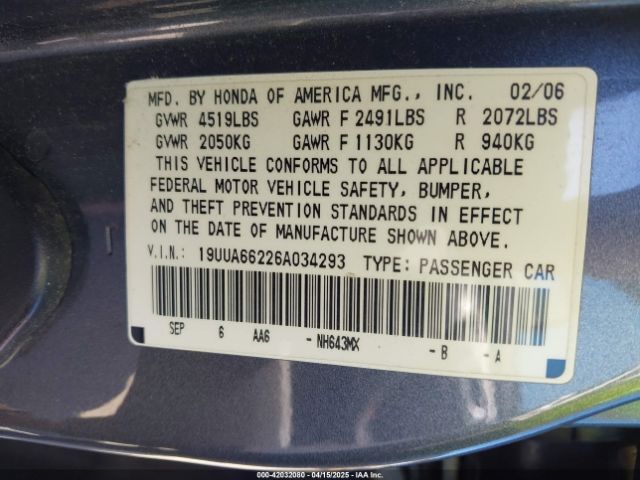 MFD. BY HONDA OF AMERICA MFG., INC. 02/06
GVWR 4519LBS GAWR F 2491LBS R 2072LBS
GVWR 2050KG GAWR F 1130KG R 940KG
THIS VEHICLE CONFORMS TO ALL APPLICABLE
FEDERAL MOTOR VEHICLE SAFETY, BUMPER,
AND THEFT PREVENTION STANDARDS IN EFFECT
ON THE DATE OF MANUFACTURE SHOWN ABOVE.
V.I.N.: 19UUA66226A034293 TYPE: PASSENGER CAR
SEP 6 AA6 - NH643MX - B - A
000-42032080 - 04/15/2025 - IAA, Inc.